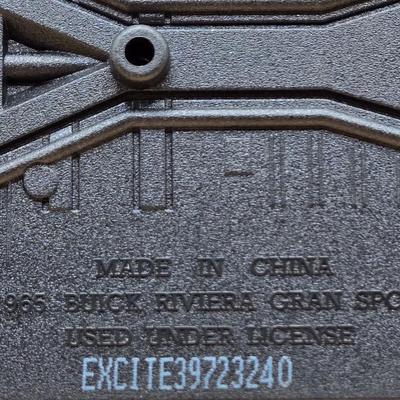 MADE IN CHINA
965 BUICK RIVIERA GRAN SPO
USED UNDER LICENSE
EXCITE39723240